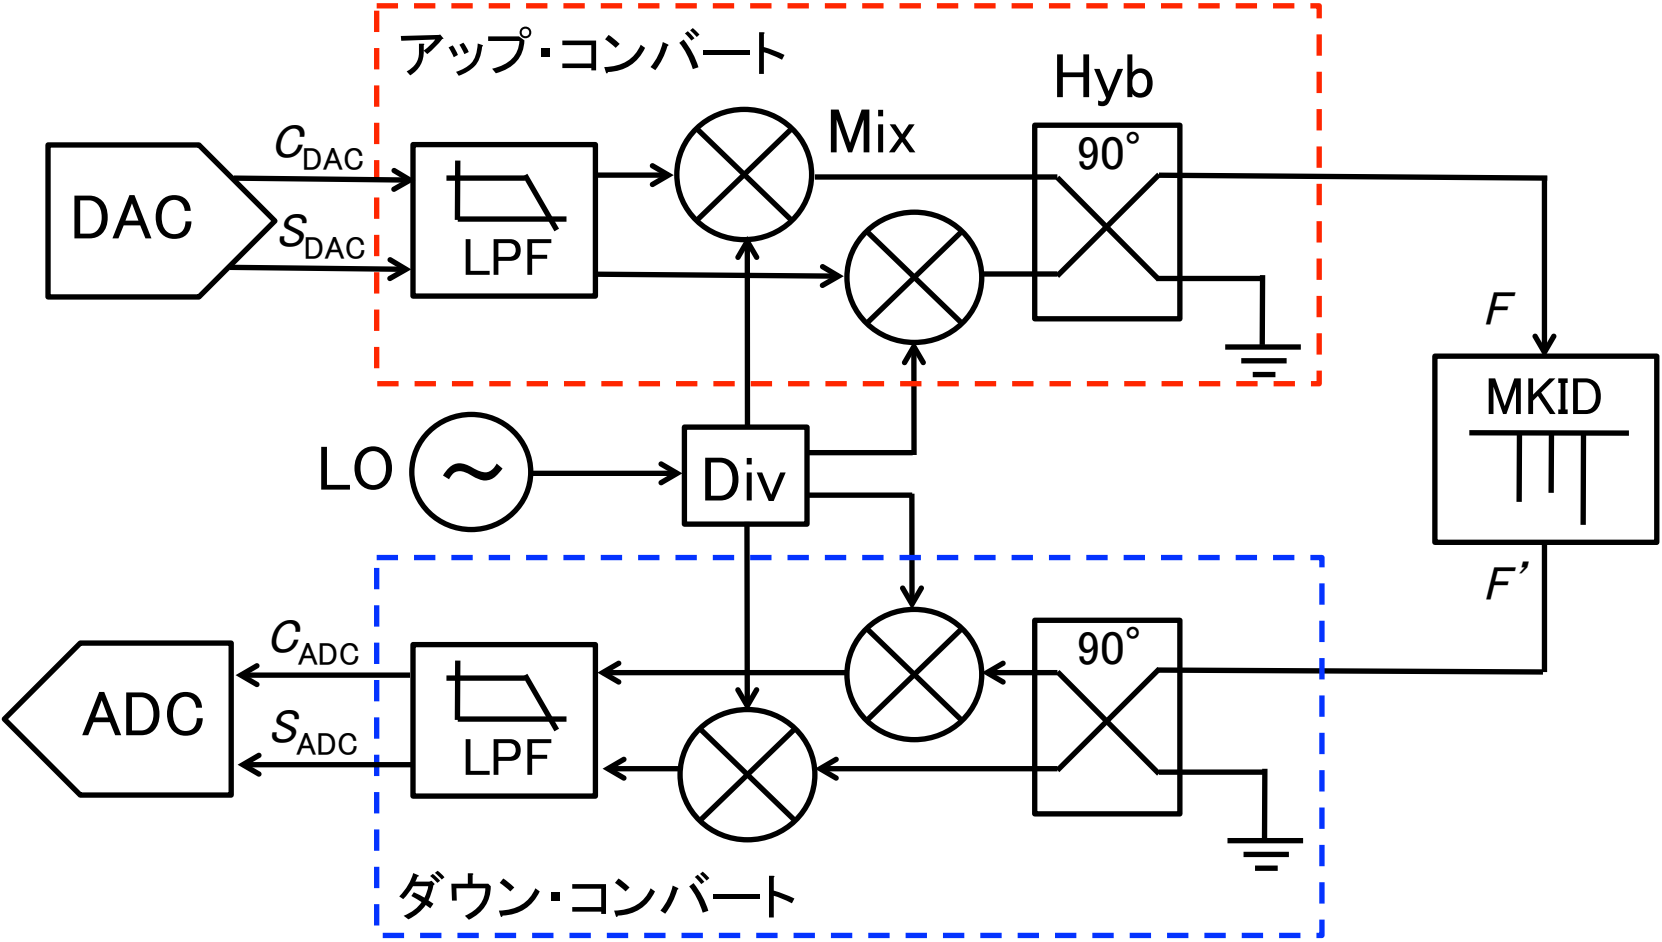 アップ・コンバート
Hyb
Mix
90°
C_DAC
DAC
S_DAC
LPF
F
MKID
LO
~
Div
F'
90°
C_ADC
ADC
S_ADC
LPF
ダウン・コンバート